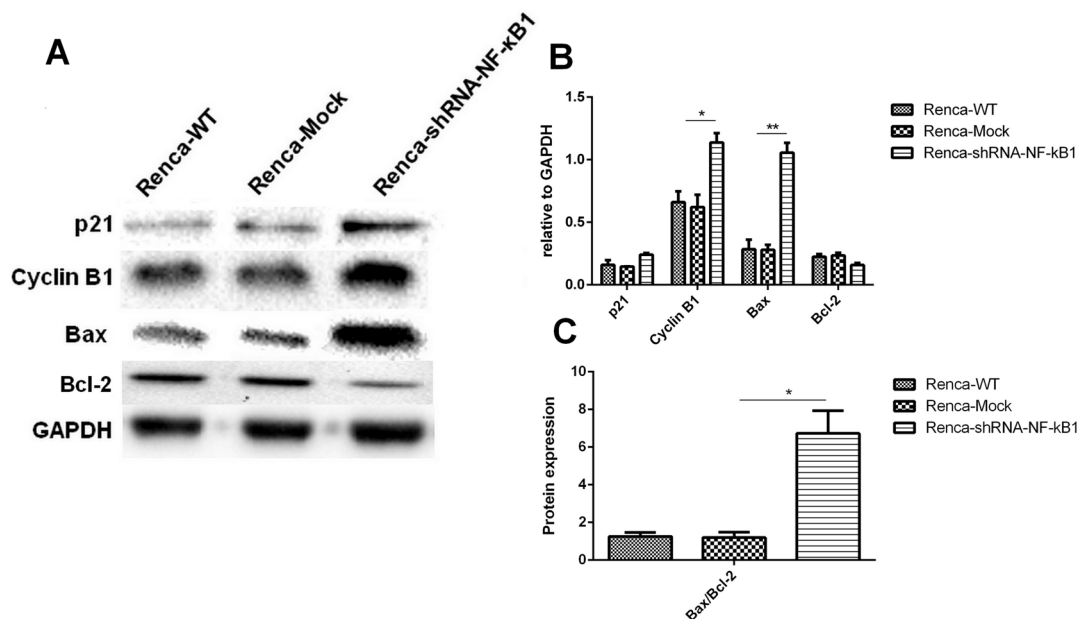 A
Renca-WT
Renca-Mock
Renca-shRNA-NF-κB1
p21
Cyclin B1
Bax
Bcl-2
GAPDH
B
relative to GAPDH
1.5
1.0
0.5
0.0
*
**
p21
Cyclin B1
Bax
Bcl-2
Renca-WT
Renca-Mock
Renca-shRNA-NF-kB1
C
Protein expression
10
8
6
4
2
0
*
Bax/Bcl-2
Renca-WT
Renca-Mock
Renca-shRNA-NF-kB1